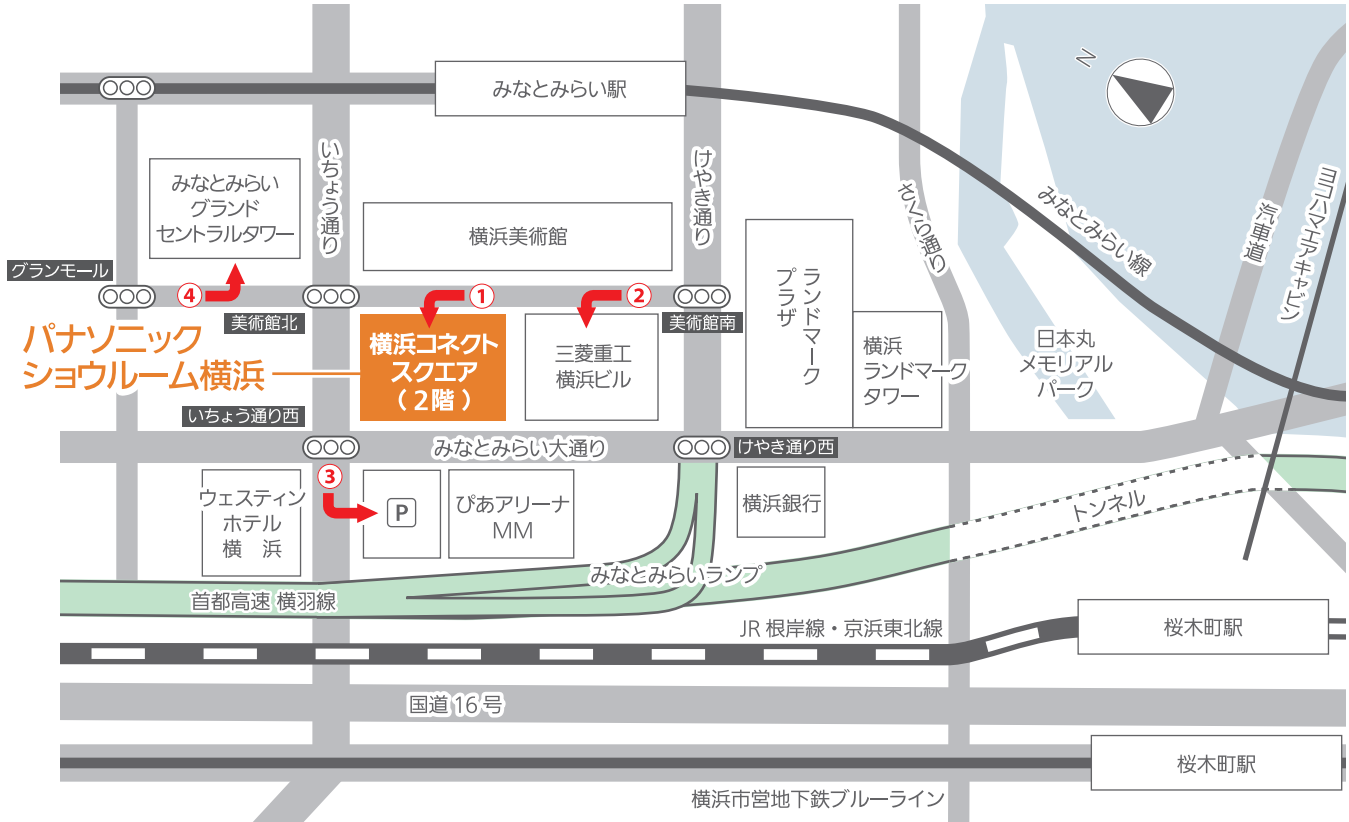 みなとみらい駅
N
いちょう通り
けやき通り
さくら通り
みなとみらい線
汽車道
ヨコハマエアキャビン
みなとみらい
グランド
セントラルタワー
横浜美術館
ランドマーク
プラザ
グランモール
④
①
②
美術館北
美術館南
パナソニック
ショウルーム横浜
横浜コネクト
スクエア
(2階)
三菱重工
横浜ビル
横浜
ランドマーク
タワー
日本丸
メモリアル
パーク
いちょう通り西
みなとみらい大通り
けやき通り西
③
ウェスティン
ホテル
横 浜
P
ぴあアリーナ
MM
横浜銀行
トンネル
みなとみらいランプ
首都高速 横羽線
JR 根岸線・京浜東北線
桜木町駅
国道16号
桜木町駅
横浜市営地下鉄ブルーライン